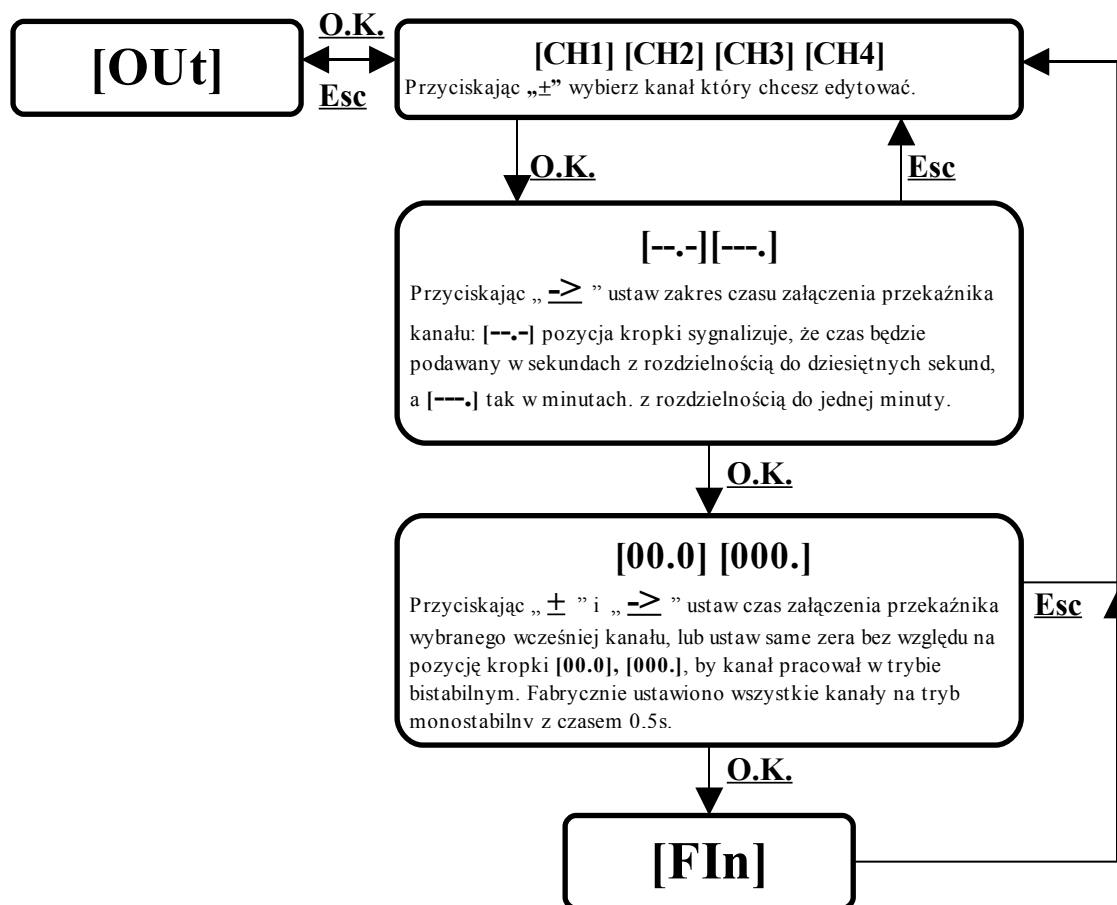 O.K.
[OUt]
Esc
[CH1] [CH2] [CH3] [CH4]
Przyciskając „±” wybierz kanał który chcesz edytować.
O.K.
Esc
[--.-][---.]
Przyciskając „ -> ” ustaw zakres czasu załączenia przekaźnika
kanału: [--.-] pozycja kropki sygnalizuje, że czas będzie
podawany w sekundach z rozdzielnością do dziesiętnych sekund,
a [---.] tak w minutach. z rozdzielnością do jednej minuty.
O.K.
[00.0] [000.]
Przyciskając „ ± ” i „ -> ” ustaw czas załączenia przekaźnika
wybranego wcześniej kanału, lub ustaw same zera bez względu na
pozycję kropki [00.0], [000.], by kanał pracował w trybie
bistabilnym. Fabrycznie ustawiono wszystkie kanały na tryb
monostabilny z czasem 0.5s.
Esc
O.K.
[FIn]